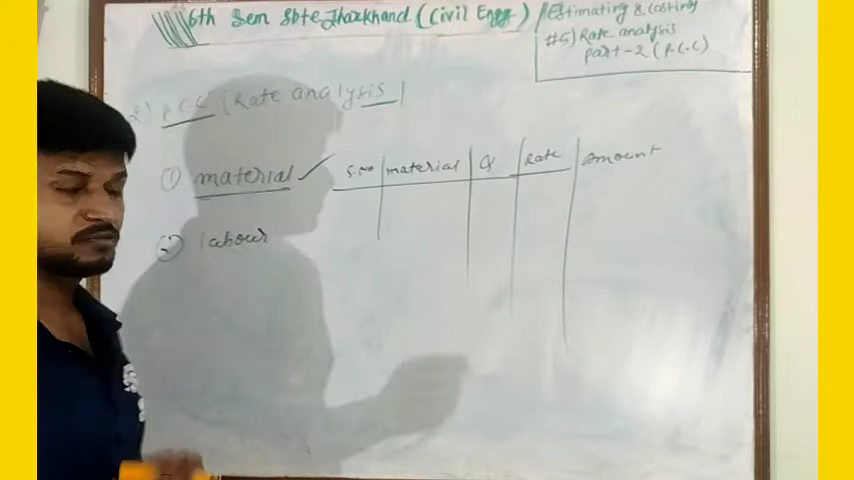 6th Sem Sbte Jharkhand (Civil Engg)
Estimating & Costing
#5) Rate analysis
part-2 (P.C.C)
2) P C C (Rate analysis)
① material ✓
S.No material Q Rate Amount
② labour